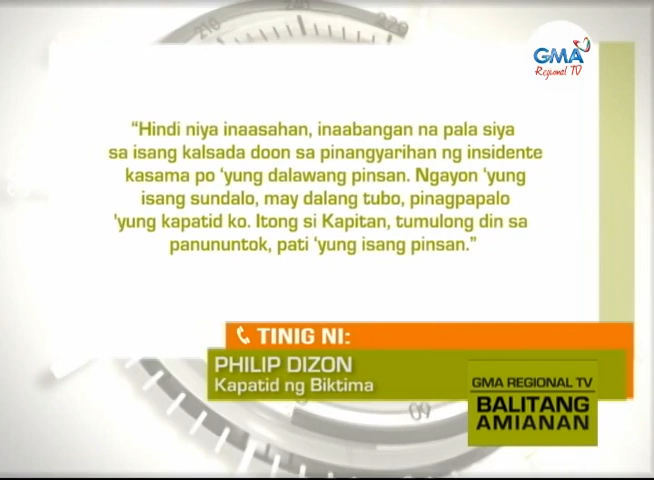 GMA
Regional TV
“Hindi niya inaasahan, inaabangan na pala siya
sa isang kalsada doon sa pinangyarihan ng insidente
kasama po ‘yung dalawang pinsan. Ngayon ‘yung
isang sundalo, may dalang tubo, pinagpapalo
'yung kapatid ko. Itong si Kapitan, tumulong din sa
panununtok, pati ‘yung isang pinsan.”
TINIG NI:
PHILIP DIZON
Kapatid ng Biktima
GMA REGIONAL TV
BALITANG
AMIANAN
210
220
60